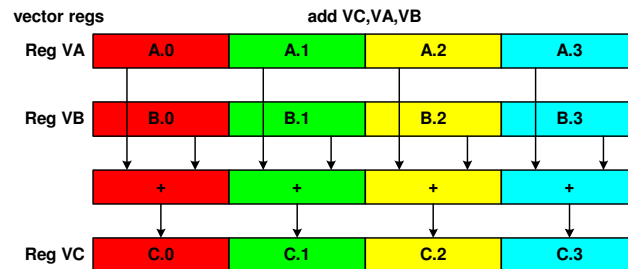 vector regs add VC,VA,VB
Reg VA A.0 A.1 A.2 A.3
Reg VB B.0 B.1 B.2 B.3
+ + + +
Reg VC C.0 C.1 C.2 C.3